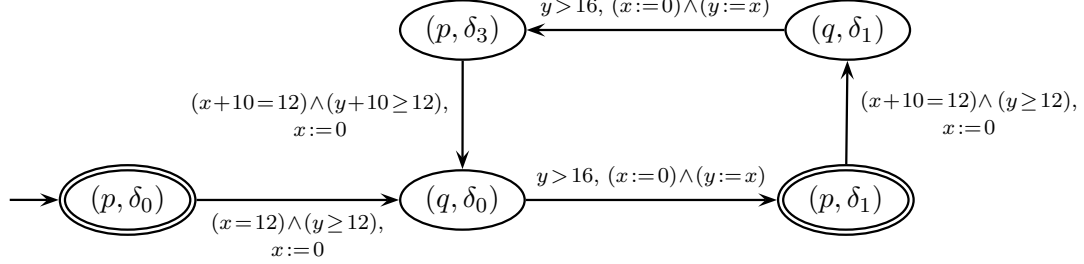 y>16, (x:=0)∧(y:=x)
(p, δ₃)
(q, δ₁)
(x+10=12)∧(y+10≥12),
x:=0
(x+10=12)∧(y≥12),
x:=0
(p, δ₀)
(q, δ₀)
y>16, (x:=0)∧(y:=x)
(p, δ₁)
(x=12)∧(y≥12),
x:=0